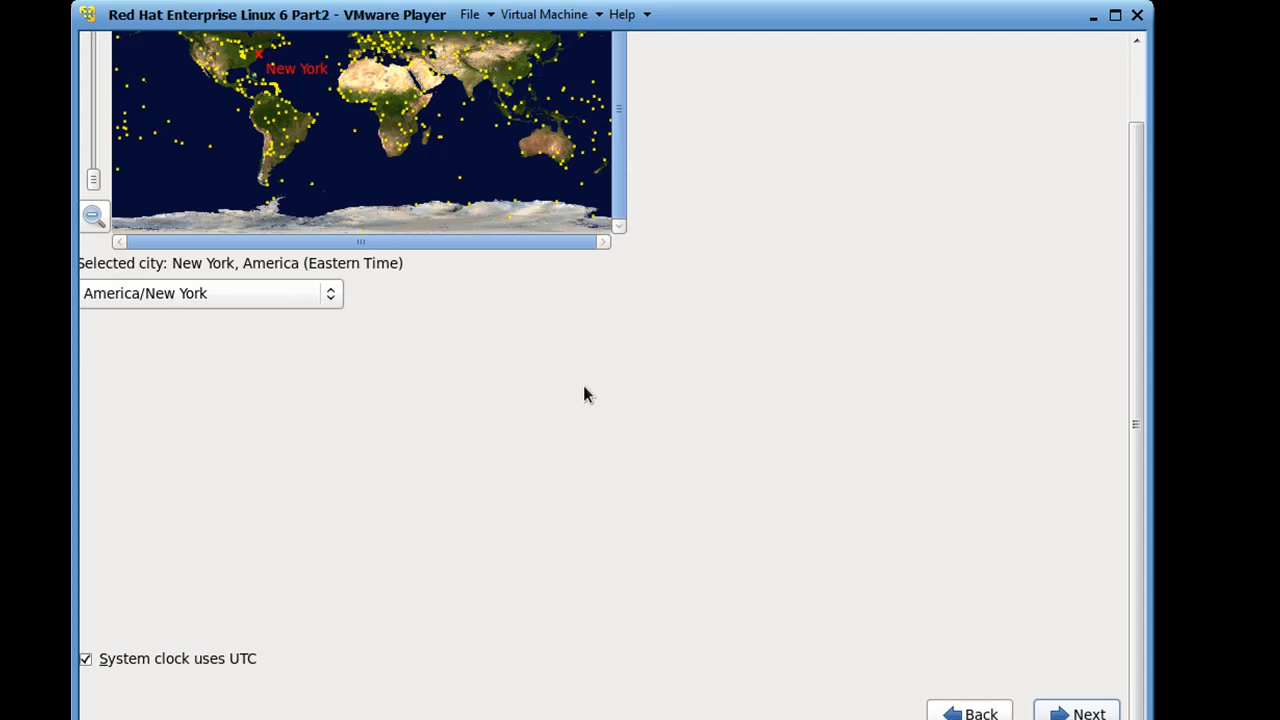 Red Hat Enterprise Linux 6 Part2 - VMware Player File Virtual Machine Help
New York
Selected city: New York, America (Eastern Time)
America/New York
System clock uses UTC
Back Next